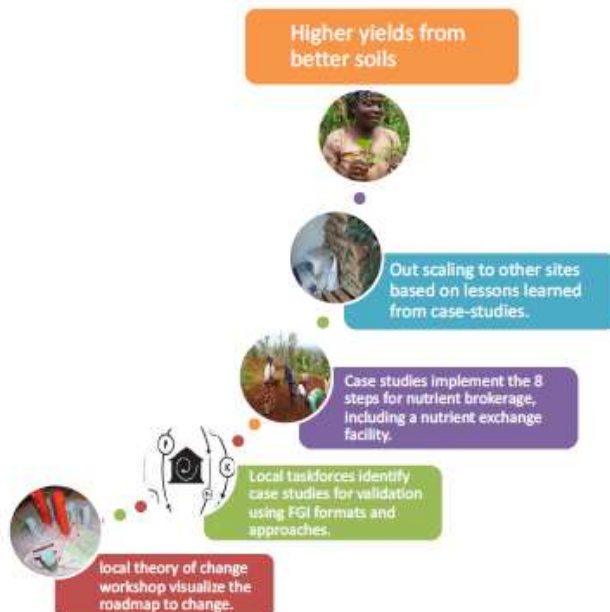 Higher yields from
better soils
Out scaling to other sites
based on lessons learned
from case-studies.
Case studies implement the 8
steps for nutrient brokerage,
including a nutrient exchange
facility.
Local taskforces identify
case studies for validation
using FGI formats and
approaches.
local theory of change
workshop visualize the
roadmap to change.